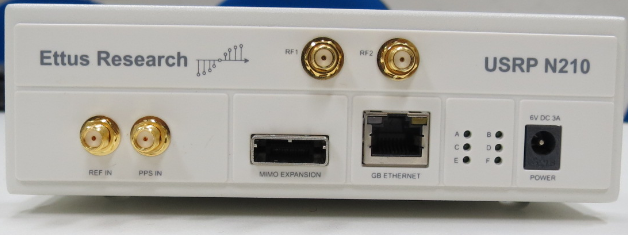 Ettus Research
RF1
RF2
USRP N210
REF IN
PPS IN
MIMO EXPANSION
GB ETHERNET
A B
C D
E F
6V DC 3A
POWER